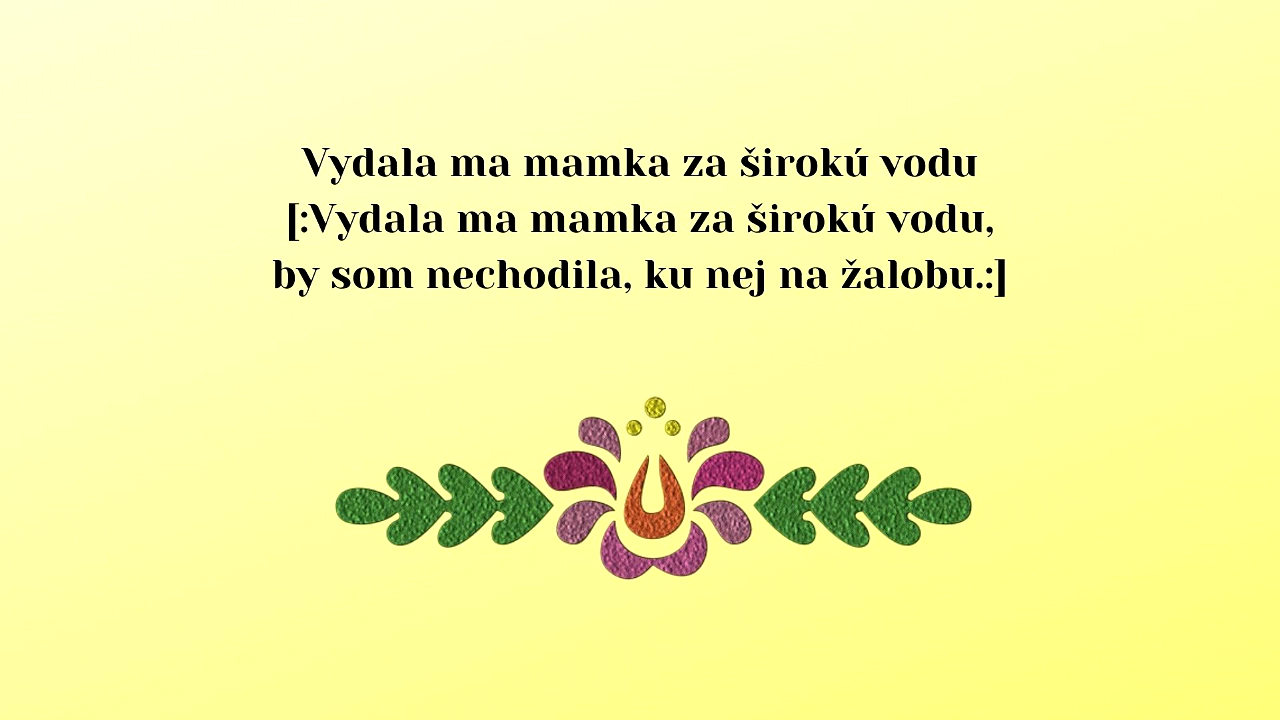 Vydala ma mamka za širokú vodu
[:Vydala ma mamka za širokú vodu,
by som nechodila, ku nej na žalobu.:]